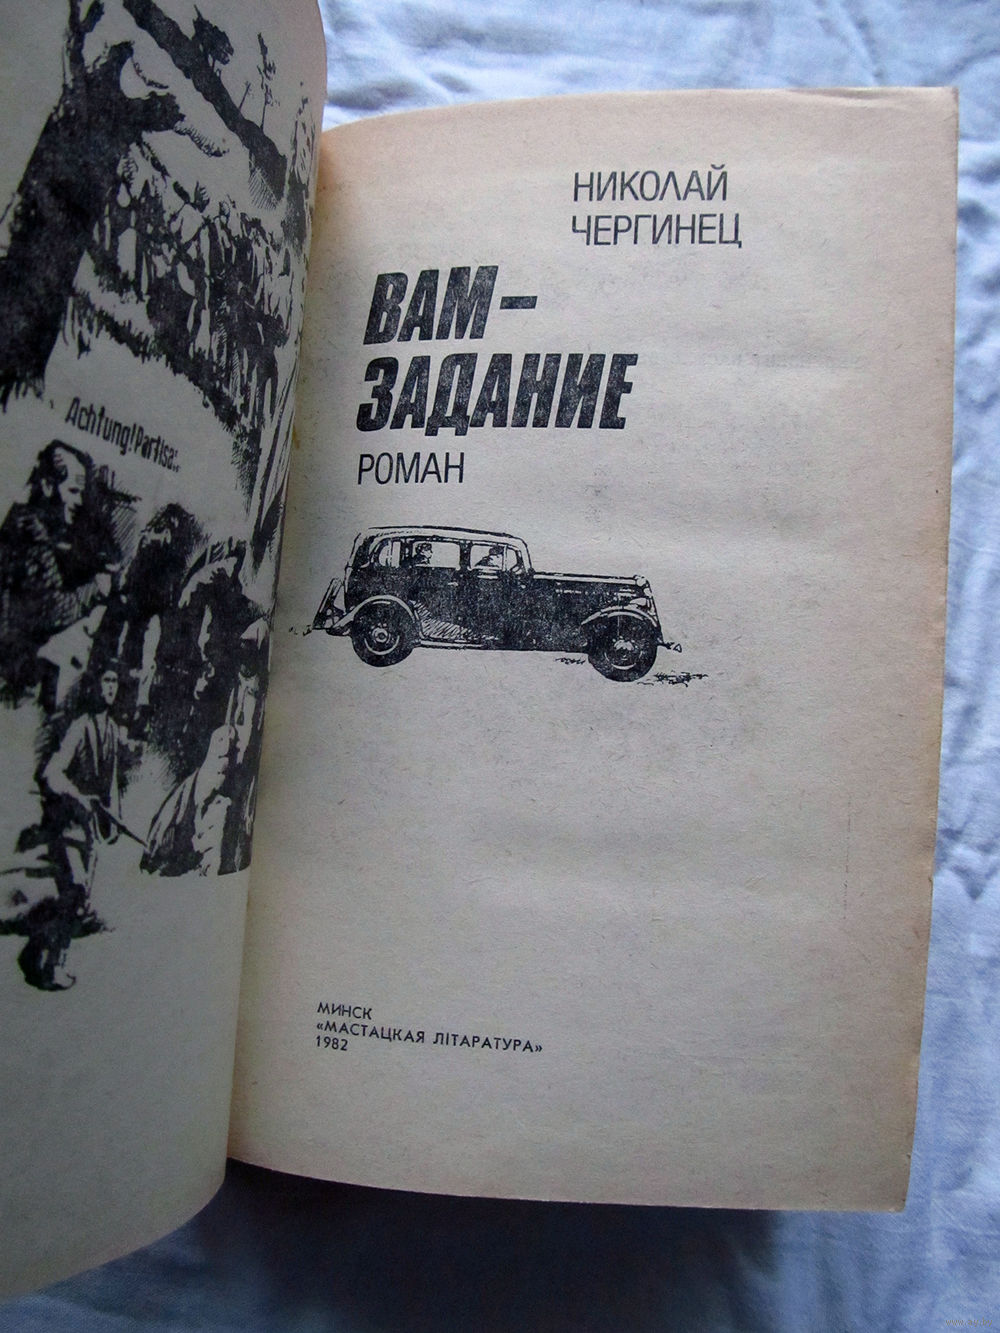 Achtung! Partisa
НИКОЛАЙ
ЧЕРГИНЕЦ
ВАМ-
ЗАДАНИЕ
РОМАН
МИНСК
«МАСТАЦКАЯ ЛІТАРАТУРА»
1982